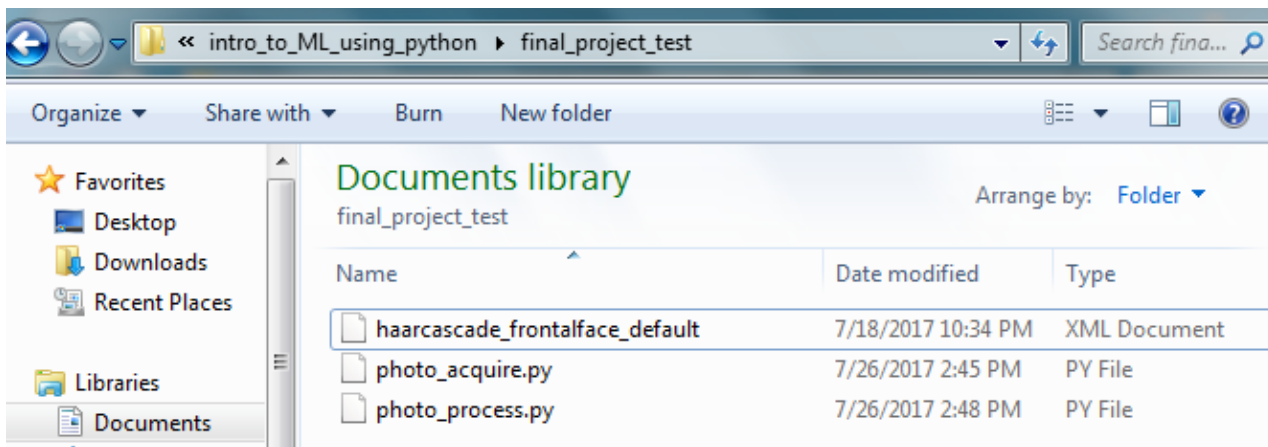 « intro_to_ML_using_python ▸ final_project_test Search fina...
Organize ▾ Share with ▾ Burn New folder
Favorites
Desktop
Downloads
Recent Places
Libraries
Documents
Documents library
final_project_test
Arrange by: Folder ▾
Name Date modified Type
haarcascade_frontalface_default 7/18/2017 10:34 PM XML Document
photo_acquire.py 7/26/2017 2:45 PM PY File
photo_process.py 7/26/2017 2:48 PM PY File